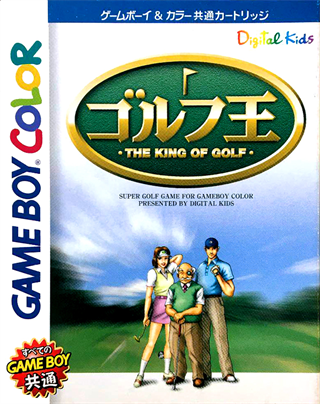 ゲームボーイ & カラー共通カートリッジ
Digital Kids
ゴルフ王
・THE KING OF GOLF・
SUPER GOLF GAME FOR GAMEBOY COLOR
PRESENTED BY DIGITAL KIDS
GAME BOY COLOR
すべての
GAME BOY
共通